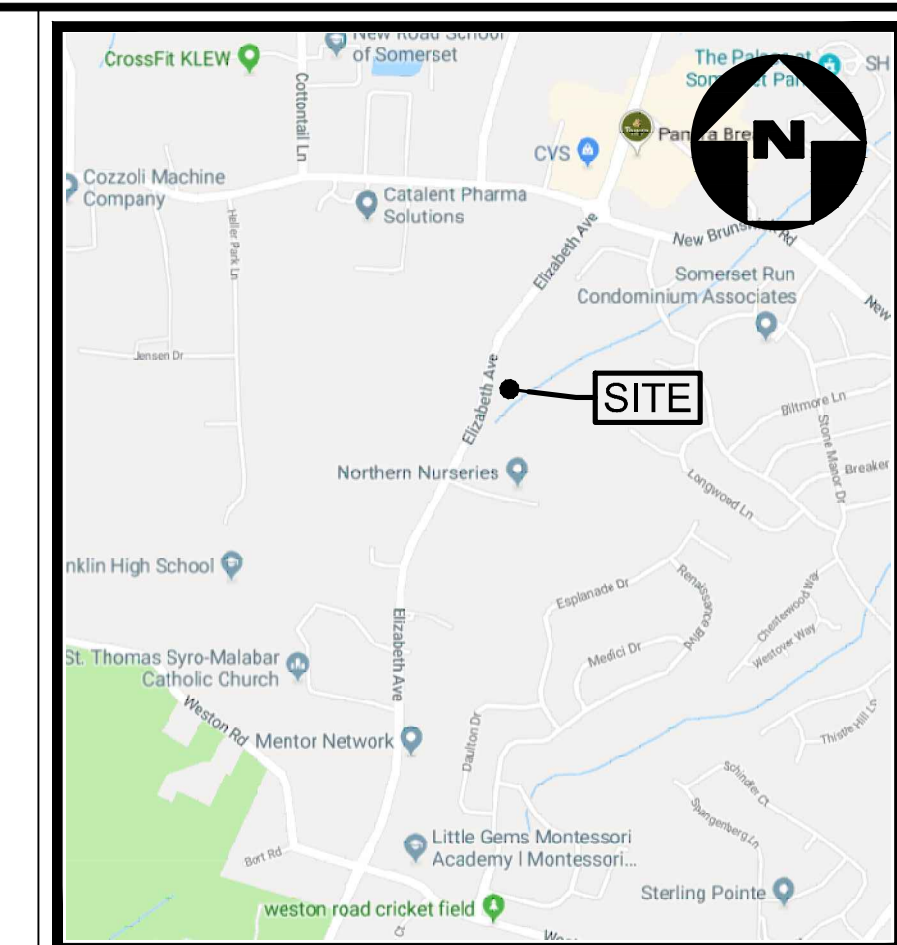 New Road School
of Somerset
CrossFit KLEW
The Palace at
SH
Cottontail Ln
CVS
Cozzoli Machine
Company
Catalent Pharma
Solutions
Heller Park Ln
Elizabeth Ave
New Brunswick Rd
N
Somerset Run
Condominium Associates
New
Jensen Dr
Elizabeth Ave
SITE
Biltmore Ln
Stone Manor Dr
Breaker
Northern Nurseries
Longwood Ln
nklin High School
Esplanade Dr
Renaissance Blvd
Chesterwood Way
Westover Way
Medici Dr
Elizabeth Ave
St. Thomas Syro-Malabar
Catholic Church
Weston Rd
Mentor Network
Daulton Dr
Thistle Hill Ln
Schindler Ct
Spangenberg Ln
Little Gems Montessori
Academy | Montessori...
Bort Rd
Sterling Pointe
weston road cricket field